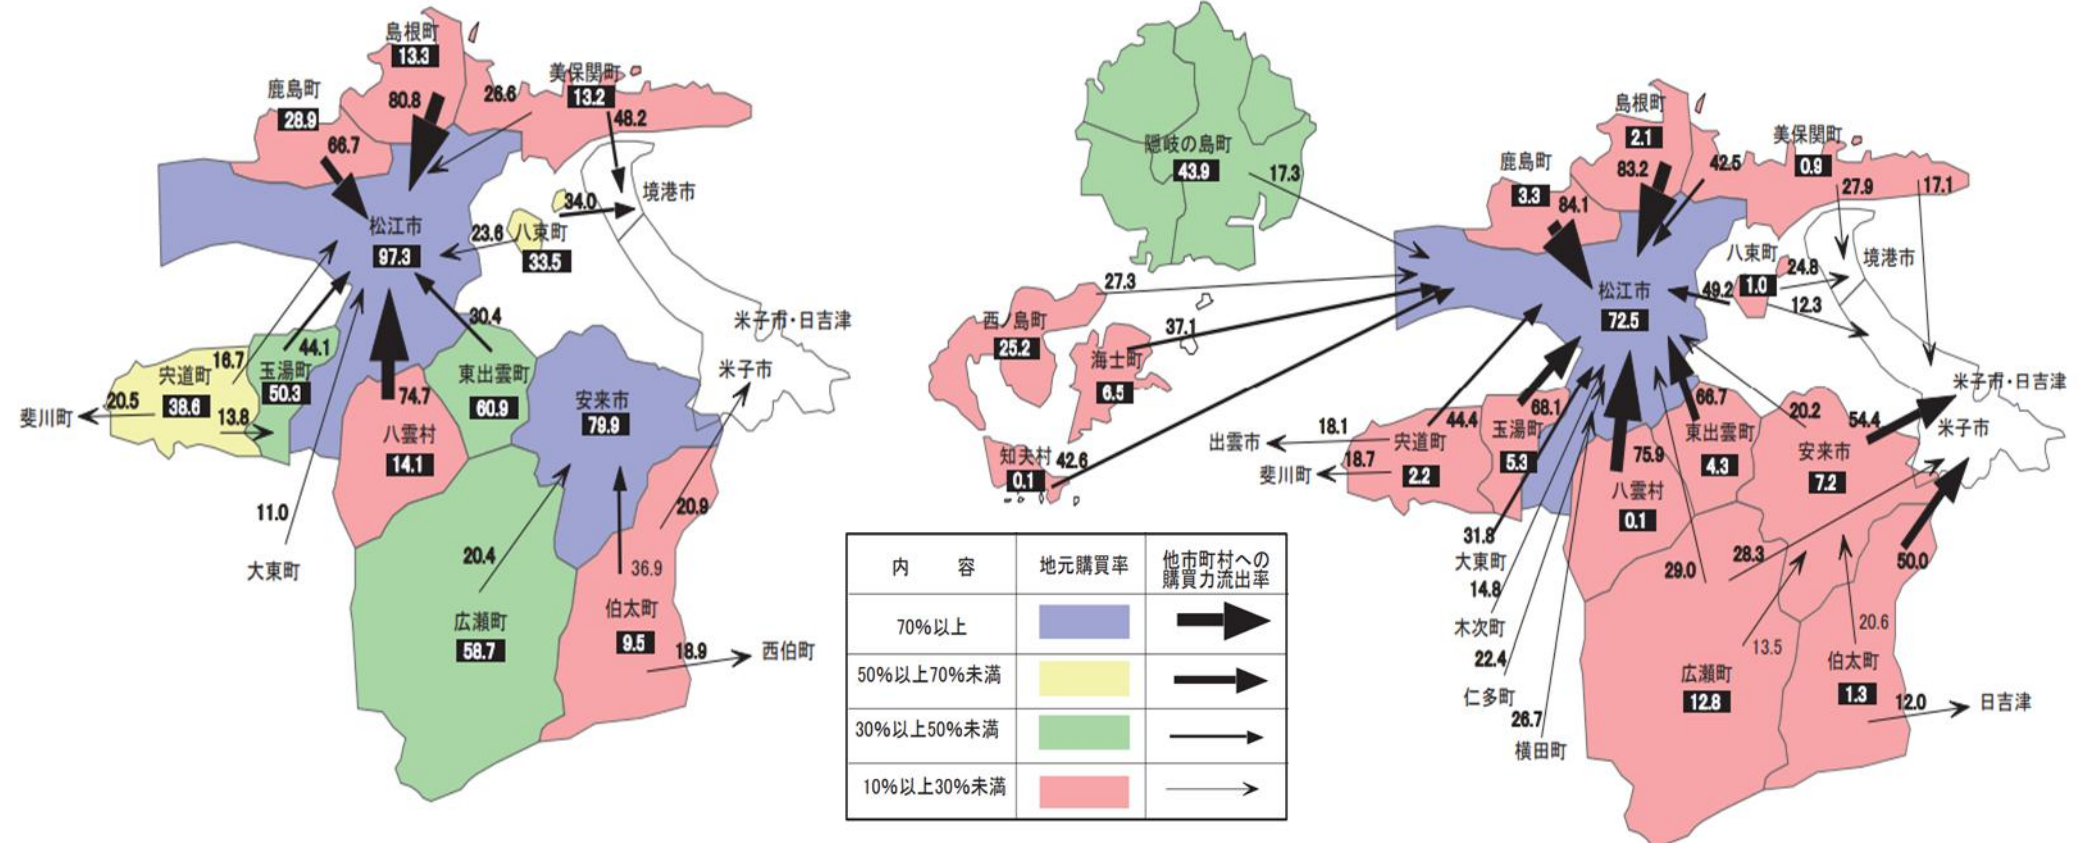 島根町
13.3
鹿島町
28.9
80.8
26.6
美保関町
13.2
48.2
66.7
境港市
松江市
97.3
34.0
23.6
八束町
33.5
30.4
米子市・日吉津
米子市
16.7
44.1
宍道町
38.6
玉湯町
50.3
20.5
斐川町
13.8
74.7
八雲村
14.1
東出雲町
60.9
安来市
79.9
11.0
大東町
20.4
20.9
36.9
広瀬町
58.7
伯太町
9.5
18.9
西伯町
隠岐の島町
43.9
17.3
27.3
西ノ島町
25.2
37.1
海士町
6.5
知夫村
0.1
42.6
島根町
2.1
鹿島町
3.3
83.2
42.5
美保関町
0.9
27.9
17.1
84.1
境港市
松江市
72.5
八束町
1.0
24.8
49.2
12.3
米子市・日吉津
米子市
出雲市
18.1
斐川町
18.7
44.4
宍道町
2.2
68.1
玉湯町
5.3
75.9
八雲村
0.1
66.7
東出雲町
4.3
20.2
54.4
安来市
7.2
31.8
大東町
14.8
木次町
22.4
仁多町
26.7
横田町
29.0
28.3
50.0
13.5
20.6
広瀬町
12.8
伯太町
1.3
12.0
日吉津
内 容 地元購買率 他市町村への
購買力流出率
70%以上
50%以上70%未満
30%以上50%未満
10%以上30%未満